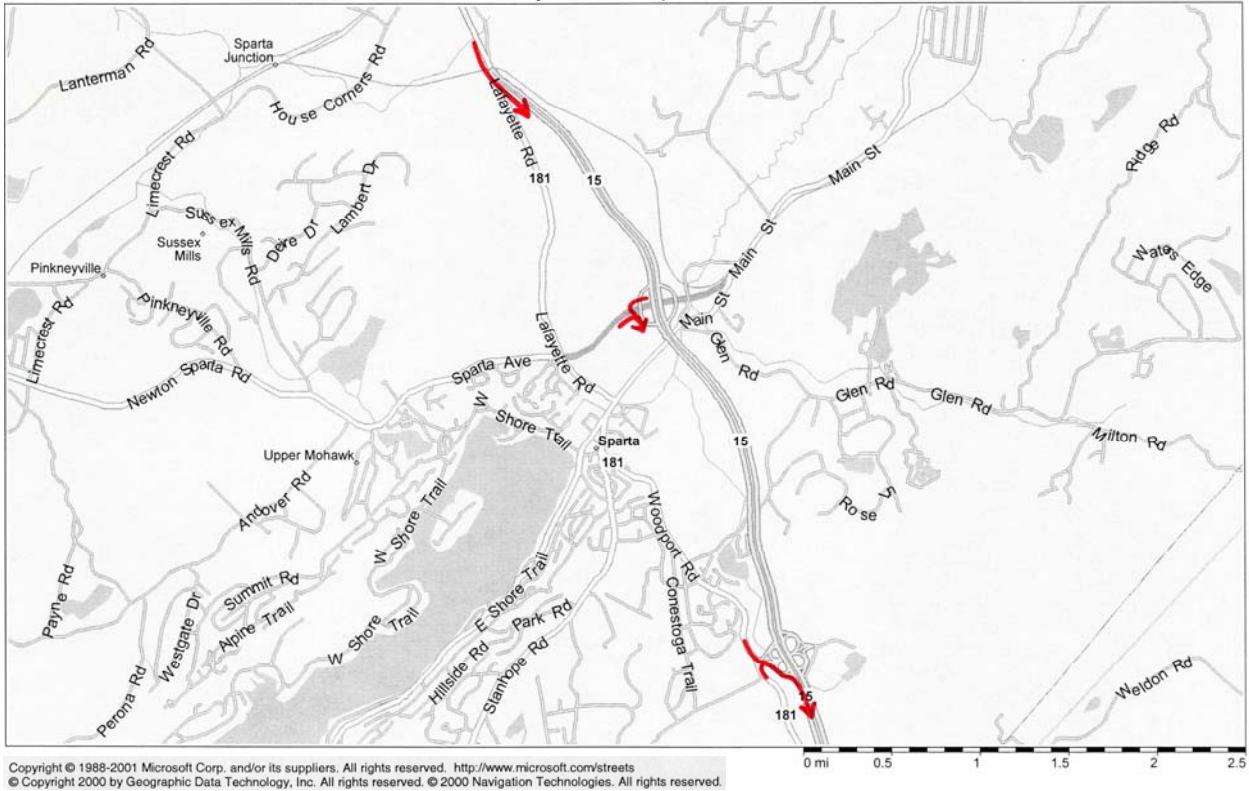 Sparta
Junction
Lanterman Rd
House Corners Rd
Lafayette Rd
181
15
Limecrest Rd
Lambert Dr
Sussex Mills Rd
Sussex
Mills
Deire Dr
Main St
Ridge Rd
Waters Edge
Pinkneyville
Pinkneyville Rd
Main St
Main St
Limecrest Rd
Lafayette Rd
Glen Rd
Newton Sparta Rd
Sparta Ave
Glen Rd
Glen Rd
W Shore Trail
Milton Rd
Sparta
181
15
Upper Mohawk
Andover Rd
W Shore Trail
Woodport Rd
Payne Rd
Summit Rd
Westgate Dr
Alpine Trail
W Shore Trail
E Shore Trail
Park Rd
Conestoga Trail
Hillside Rd
Stanhope Rd
Perona Rd
15
181
Weldon Rd
0 mi 0.5 1 1.5 2 2.5
Copyright © 1988-2001 Microsoft Corp. and/or its suppliers. All rights reserved. http://www.microsoft.com/streets
© Copyright 2000 by Geographic Data Technology, Inc. All rights reserved. © 2000 Navigation Technologies. All rights reserved.